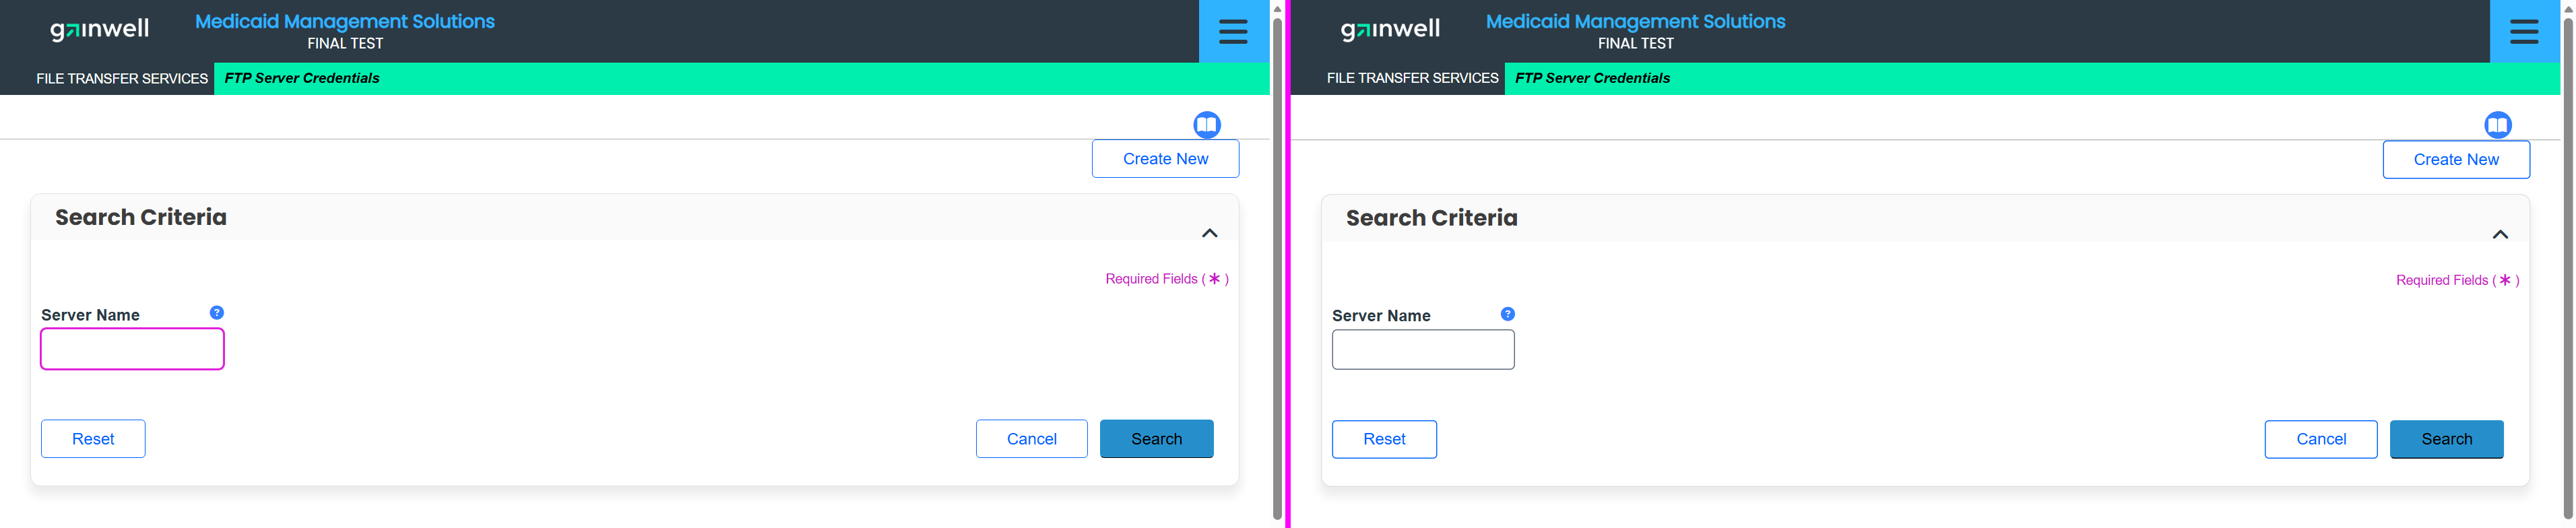 gainwell
Medicaid Management Solutions
FINAL TEST
FILE TRANSFER SERVICES
FTP Server Credentials
Create New
Search Criteria
Required Fields ( * )
Server Name ?
Reset
Cancel
Search
gainwell
Medicaid Management Solutions
FINAL TEST
FILE TRANSFER SERVICES
FTP Server Credentials
Create New
Search Criteria
Required Fields ( * )
Server Name ?
Reset
Cancel
Search